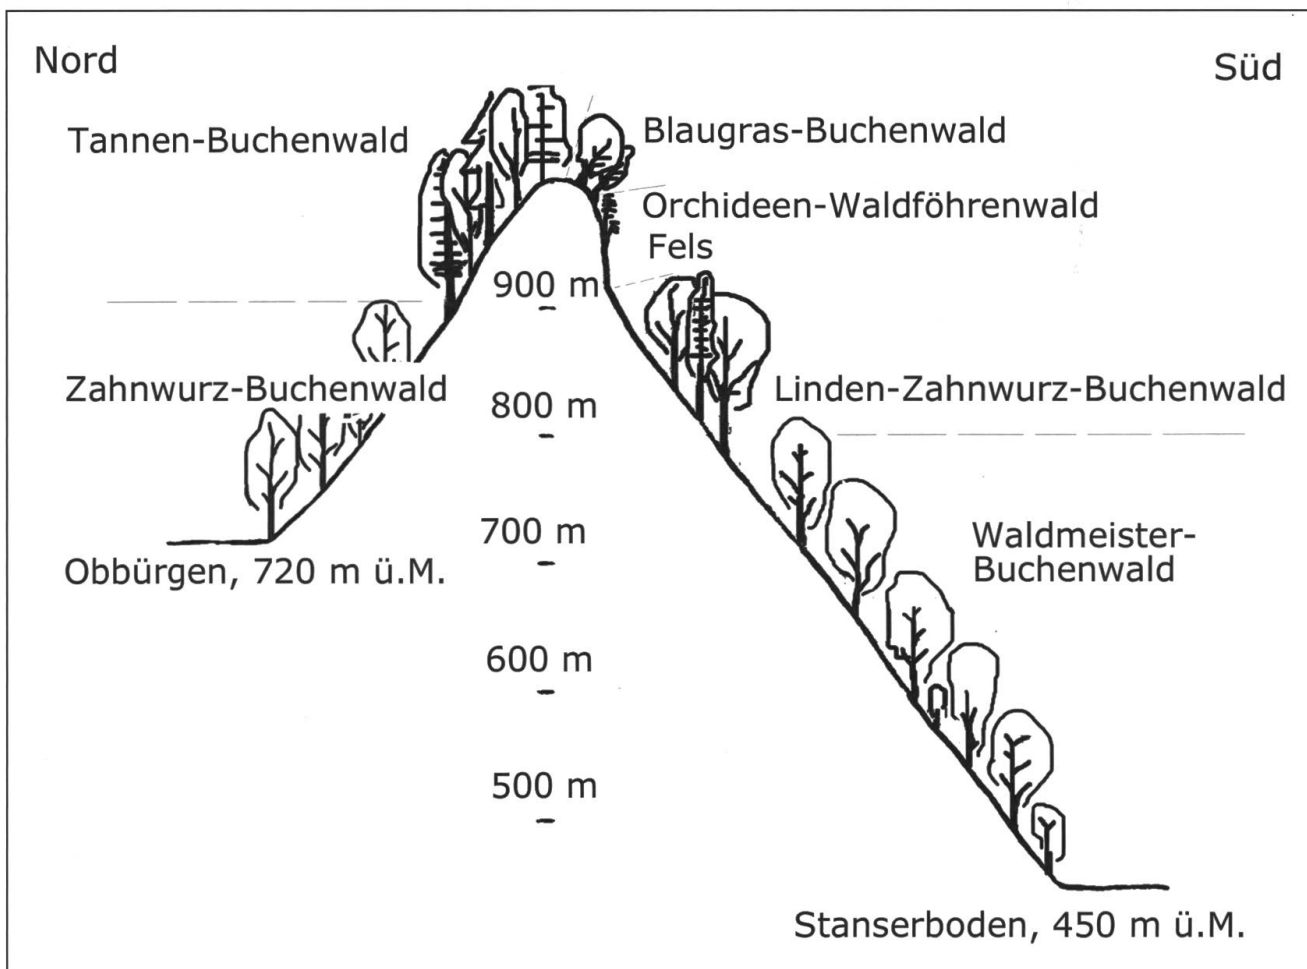 Nord
Süd
Tannen-Buchenwald
Blaugras-Buchenwald
Orchideen-Waldföhrenwald
Fels
900 m
Zahnwurz-Buchenwald
800 m
Linden-Zahnwurz-Buchenwald
700 m
Waldmeister-
Buchenwald
Obbürgen, 720 m ü.M.
600 m
500 m
Stanserboden, 450 m ü.M.